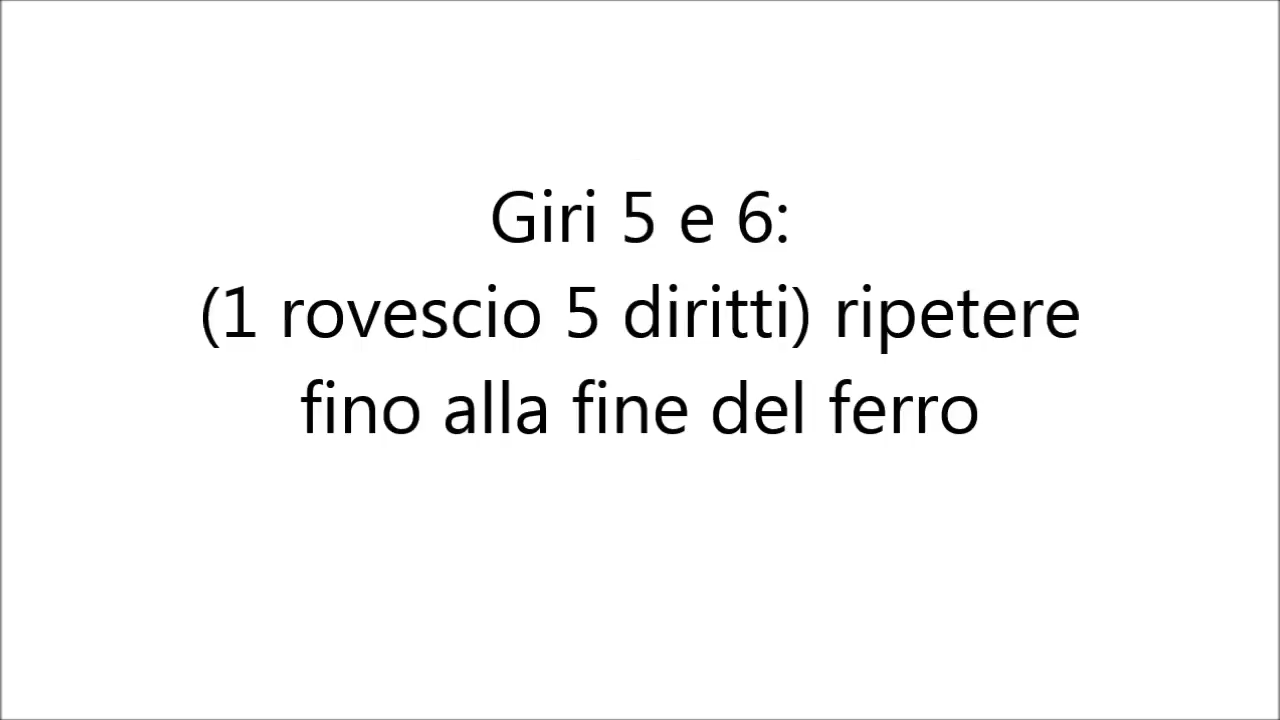 Giri 5 e 6:
(1 rovescio 5 diritti) ripetere
fino alla fine del ferro